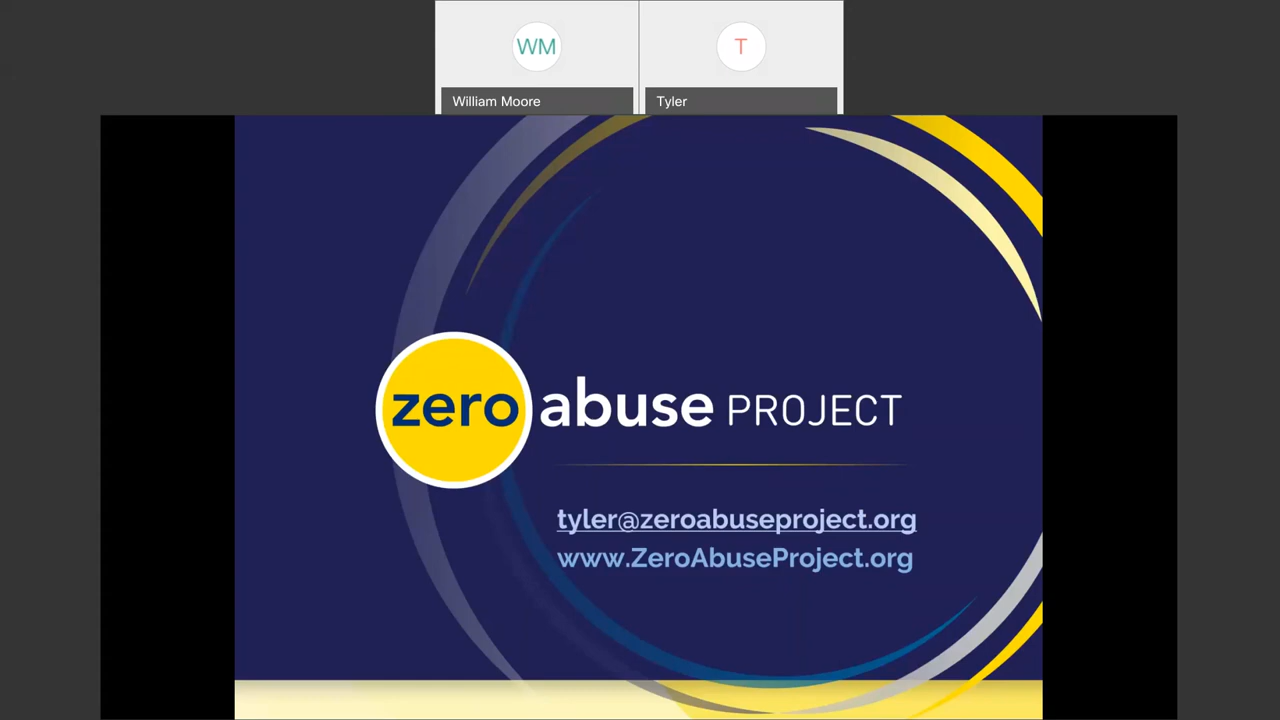 WM
T
William Moore
Tyler
zero abuse PROJECT
tyler@zeroabuseproject.org
www.ZeroAbuseProject.org